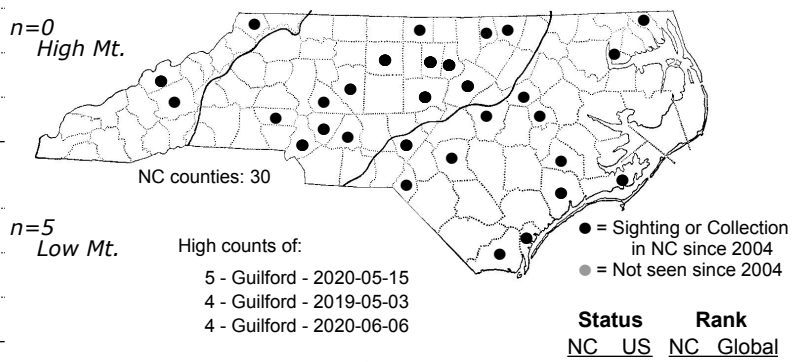 n=0
High Mt.
NC counties: 30
n=5
Low Mt.
High counts of:
5 - Guilford - 2020-05-15
4 - Guilford - 2019-05-03
4 - Guilford - 2020-06-06
● = Sighting or Collection
in NC since 2004
● = Not seen since 2004
Status Rank
NC US NC Global